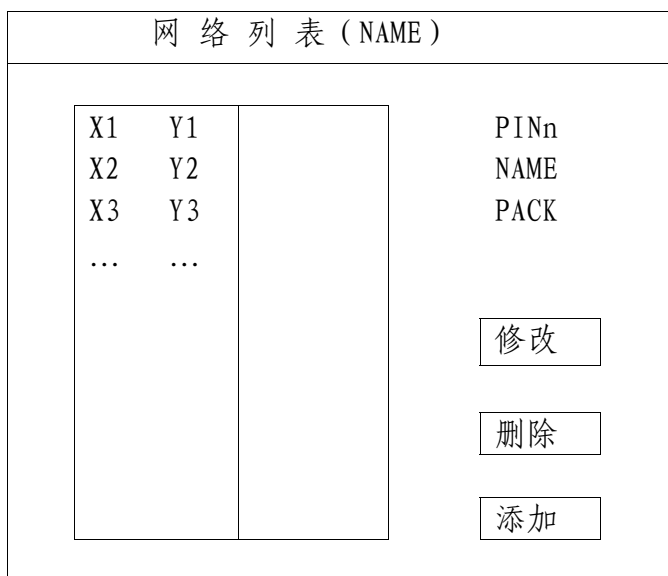 网 络 列 表 ( NAME )
X1 Y1 PINn
X2 Y2 NAME
X3 Y3 PACK
... ...
修改
删除
添加